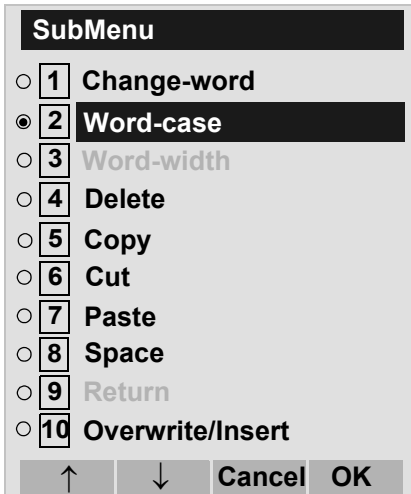 SubMenu
1 Change-word
2 Word-case
3 Word-width
4 Delete
5 Copy
6 Cut
7 Paste
8 Space
9 Return
10 Overwrite/Insert
↑ ↓ Cancel OK